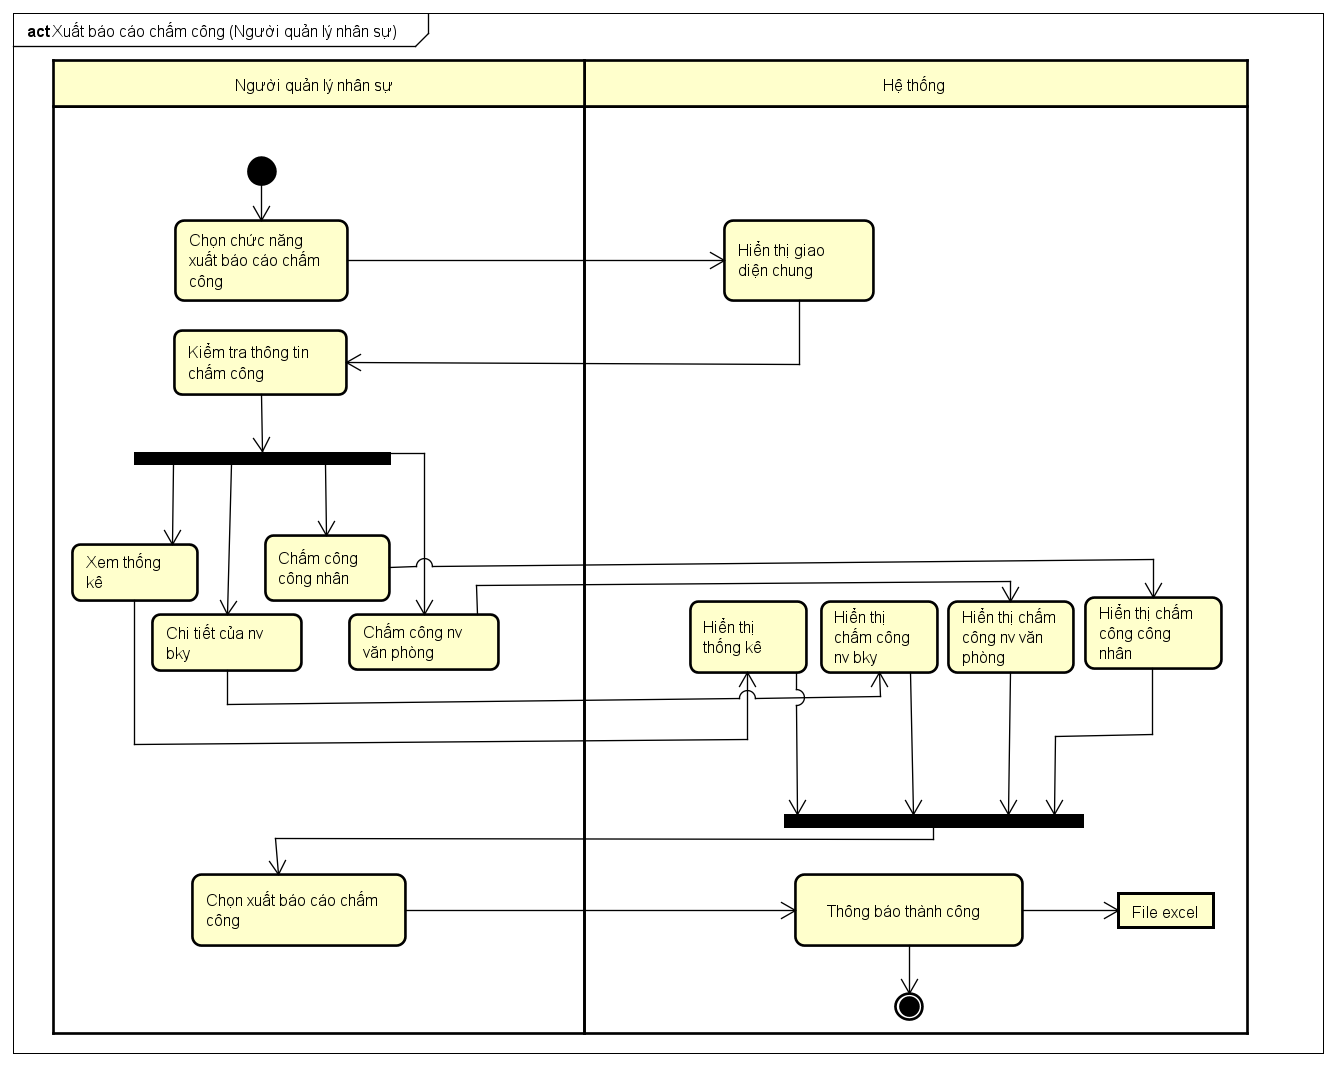 act Xuất báo cáo chấm công (Người quản lý nhân sự)
Người quản lý nhân sự
Hệ thống
Chọn chức năng
xuất báo cáo chấm
công
Hiển thị giao
diện chung
Kiểm tra thông tin
chấm công
Xem thống
kê
Chấm công
công nhân
Chi tiết của nv
bky
Chấm công nv
văn phòng
Hiển thị
thống kê
Hiển thị
chấm công
nv bky
Hiển thị chấm
công nv văn
phòng
Hiển thị chấm
công công
nhân
Chọn xuất báo cáo chấm
công
Thông báo thành công
File excel